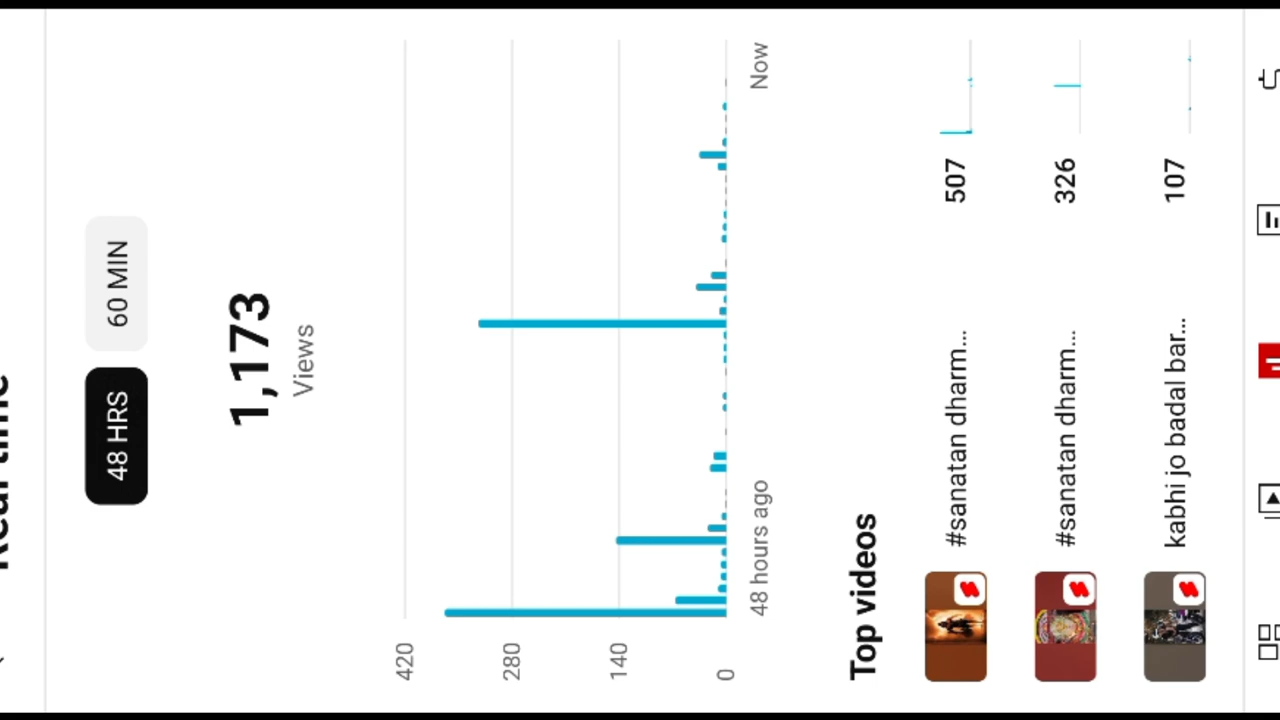 Real time
48 HRS
60 MIN
1,173
Views
420
280
140
0
48 hours ago
Now
Top videos
#sanatan dharm...
507
#sanatan dharm...
326
kabhi jo badal bar...
107